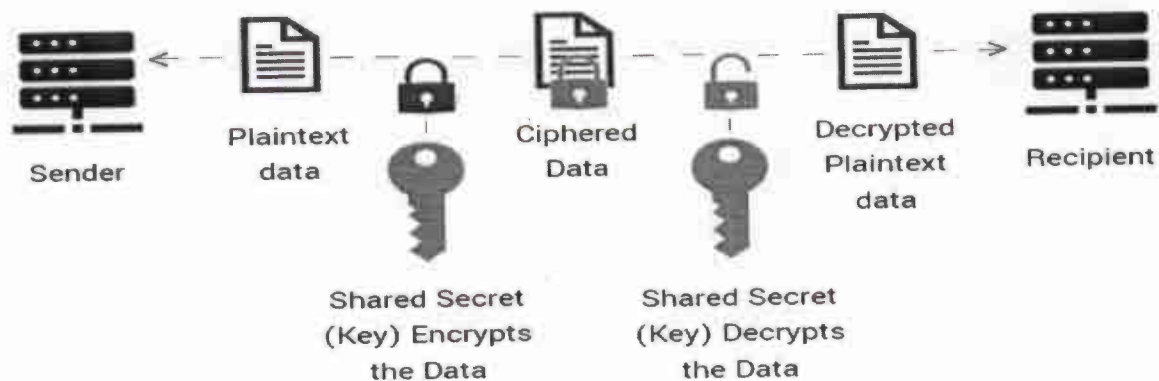 Sender
Plaintext
data
Shared Secret
(Key) Encrypts
the Data
Ciphered
Data
Shared Secret
(Key) Decrypts
the Data
Decrypted
Plaintext
data
Recipient